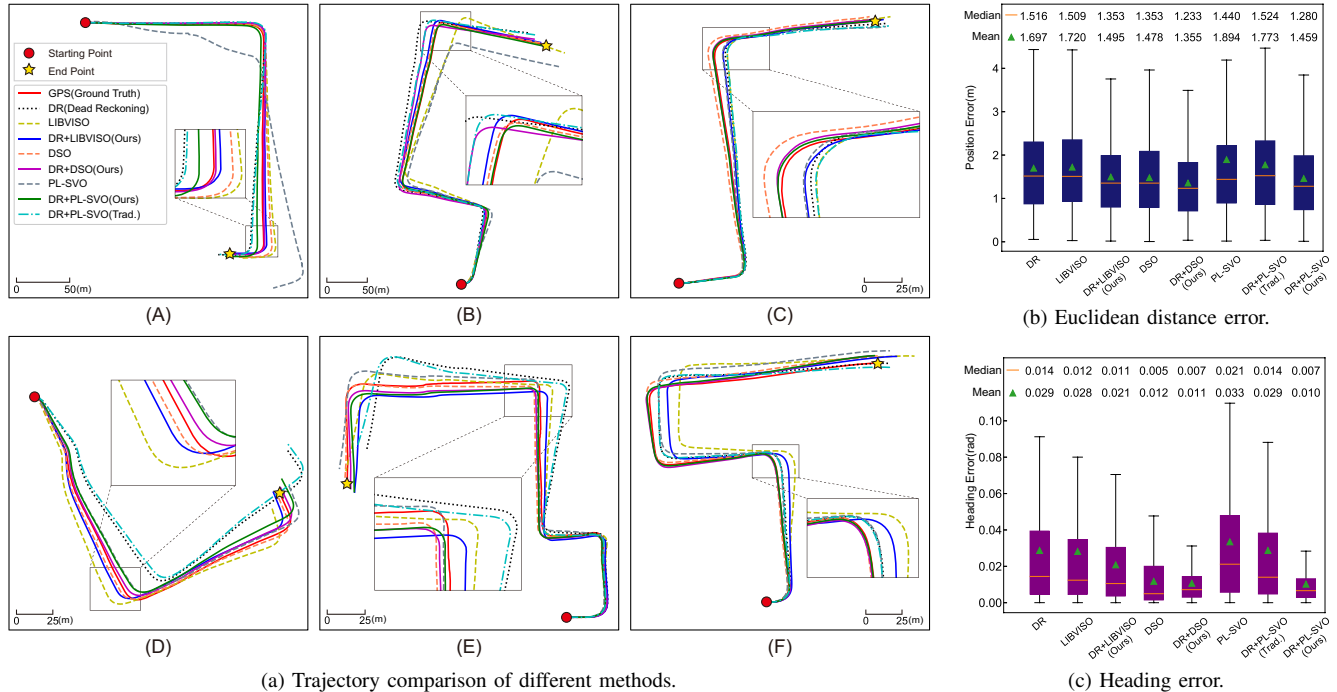 Starting Point
End Point
GPS(Ground Truth)
DR(Dead Reckoning)
LIBVISO
DR+LIBVISO(Ours)
DSO
DR+DSO(Ours)
PL-SVO
DR+PL-SVO(Ours)
DR+PL-SVO(Trad.)
50(m)
(A)
50(m)
(B)
25(m)
(C)
25(m)
(D)
25(m)
(E)
25(m)
(F)
(a) Trajectory comparison of different methods.
Median 1.516 1.509 1.353 1.353 1.233 1.440 1.524 1.280
Mean 1.697 1.720 1.495 1.478 1.355 1.894 1.773 1.459
Position Error(m)
4
3
2
1
0
DR
LIBVISO
DR+LIBVISO
(Ours)
DSO
DR+DSO
(Ours)
PL-SVO
DR+PL-SVO
(Trad.)
DR+PL-SVO
(Ours)
(b) Euclidean distance error.
Median 0.014 0.012 0.011 0.005 0.007 0.021 0.014 0.007
Mean 0.029 0.028 0.021 0.012 0.011 0.033 0.029 0.010
Heading Error(rad)
0.10
0.08
0.06
0.04
0.02
0.00
DR
LIBVISO
DR+LIBVISO
(Ours)
DSO
DR+DSO
(Ours)
PL-SVO
DR+PL-SVO
(Trad.)
DR+PL-SVO
(Ours)
(c) Heading error.